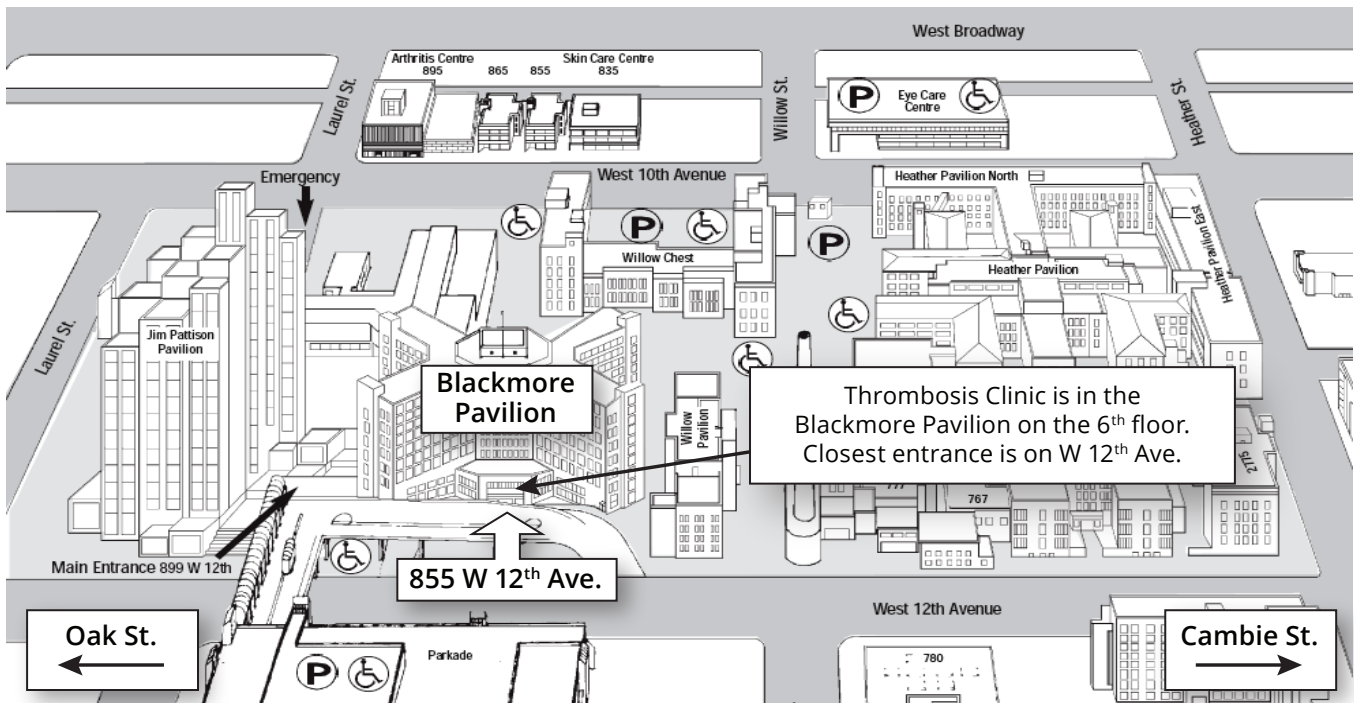 West Broadway
Arthritis Centre
895
865
855
Skin Care Centre
835
Laurel St.
Willow St.
Heather St.
P
Eye Care
Centre
Emergency
West 10th Avenue
Heather Pavilion North
Heather Pavilion East
P
P
Willow Chest
Heather Pavilion
Laurel St.
Jim Pattison
Pavilion
Blackmore
Pavilion
Willow
Pavilion
Thrombosis Clinic is in the
Blackmore Pavilion on the 6th floor.
Closest entrance is on W 12th Ave.
2775
777
767
Main Entrance 899 W 12th
855 W 12th Ave.
West 12th Avenue
Oak St.
Cambie St.
Parkade
P
780